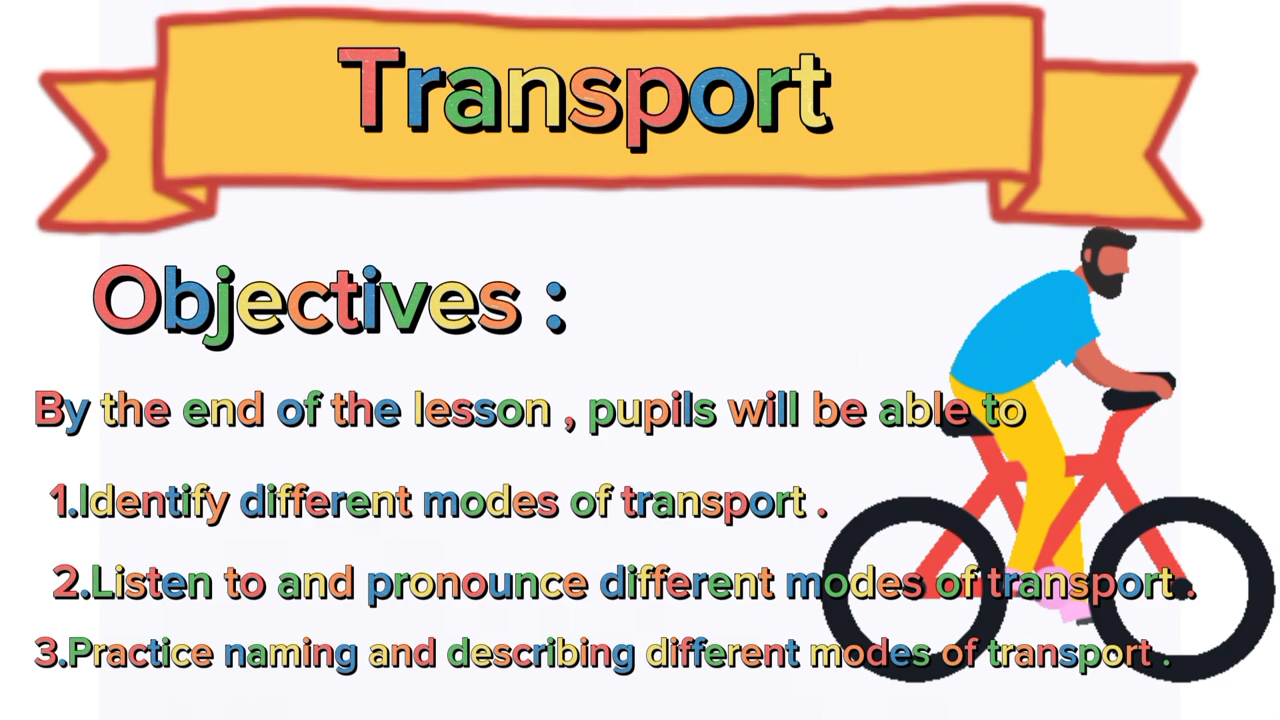 Transport
Objectives :
By the end of the lesson , pupils will be able to
1.Identify different modes of transport .
2.Listen to and pronounce different modes of transport .
3.Practice naming and describing different modes of transport .